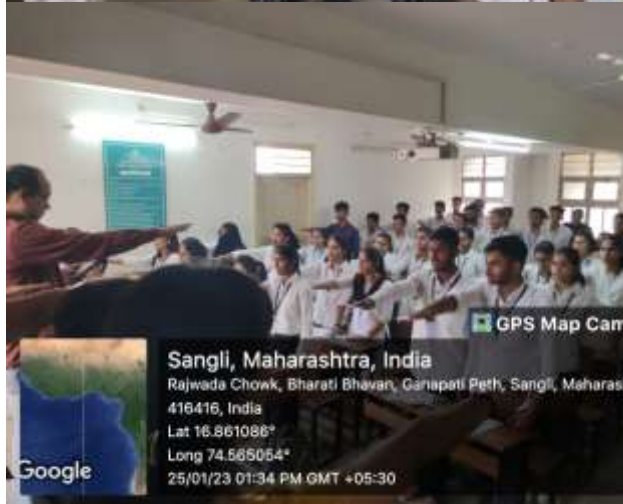 GPS Map Cam
Sangli, Maharashtra, India
Rajwada Chowk, Bharati Bhavan, Ganapati Peth, Sangli, Maharas
416416, India
Lat 16.861086°
Long 74.565054°
25/01/23 01:34 PM GMT +05:30
Google